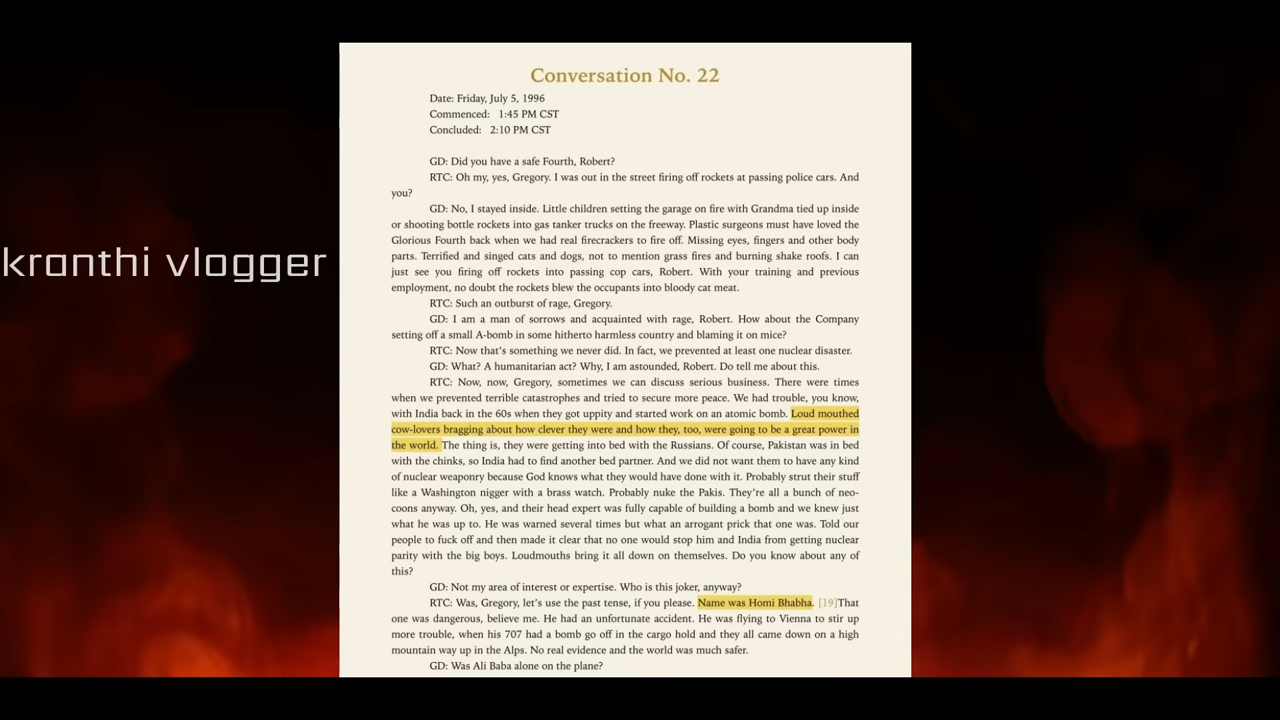 Conversation No. 22
Date: Friday, July 5, 1996
Commenced: 1:45 PM CST
Concluded: 2:10 PM CST
GD: Did you have a safe Fourth, Robert?
RTC: Oh my, yes, Gregory. I was out in the street firing off rockets at passing police cars. And
you?
GD: No, I stayed inside. Little children setting the garage on fire with Grandma tied up inside
or shooting bottle rockets into gas tanker trucks on the freeway. Plastic surgeons must have loved the
Glorious Fourth back when we had real firecrackers to fire off. Missing eyes, fingers and other body
parts. Terrified and singed cats and dogs, not to mention grass fires and burning shake roofs. I can
just see you firing off rockets into passing cop cars, Robert. With your training and previous
employment, no doubt the rockets blew the occupants into bloody cat meat.
RTC: Such an outburst of rage, Gregory.
GD: I am a man of sorrows and acquainted with rage, Robert. How about the Company
setting off a small A-bomb in some hitherto harmless country and blaming it on mice?
RTC: Now that's something we never did. In fact, we prevented at least one nuclear disaster.
GD: What? A humanitarian act? Why, I am astounded, Robert. Do tell me about this.
RTC: Now, now, Gregory, sometimes we can discuss serious business. There were times
when we prevented terrible catastrophes and tried to secure more peace. We had trouble, you know,
with India back in the 60s when they got uppity and started work on an atomic bomb. Loud mouthed
cow-lovers bragging about how clever they were and how they, too, were going to be a great power in
the world. The thing is, they were getting into bed with the Russians. Of course, Pakistan was in bed
with the chinks, so India had to find another bed partner. And we did not want them to have any kind
of nuclear weaponry because God knows what they would have done with it. Probably strut their stuff
like a Washington nigger with a brass watch. Probably nuke the Pakis. They're all a bunch of neo-
coons anyway. Oh, yes, and their head expert was fully capable of building a bomb and we knew just
what he was up to. He was warned several times but what an arrogant prick that one was. Told our
people to fuck off and then made it clear that no one would stop him and India from getting nuclear
parity with the big boys. Loudmouths bring it all down on themselves. Do you know about any of
this?
GD: Not my area of interest or expertise. Who is this joker, anyway?
RTC: Was, Gregory, let's use the past tense, if you please. Name was Homi Bhabha. [19]That
one was dangerous, believe me. He had an unfortunate accident. He was flying to Vienna to stir up
more trouble, when his 707 had a bomb go off in the cargo hold and they all came down on a high
mountain way up in the Alps. No real evidence and the world was much safer.
GD: Was Ali Baba alone on the plane?
kranthi vlogger